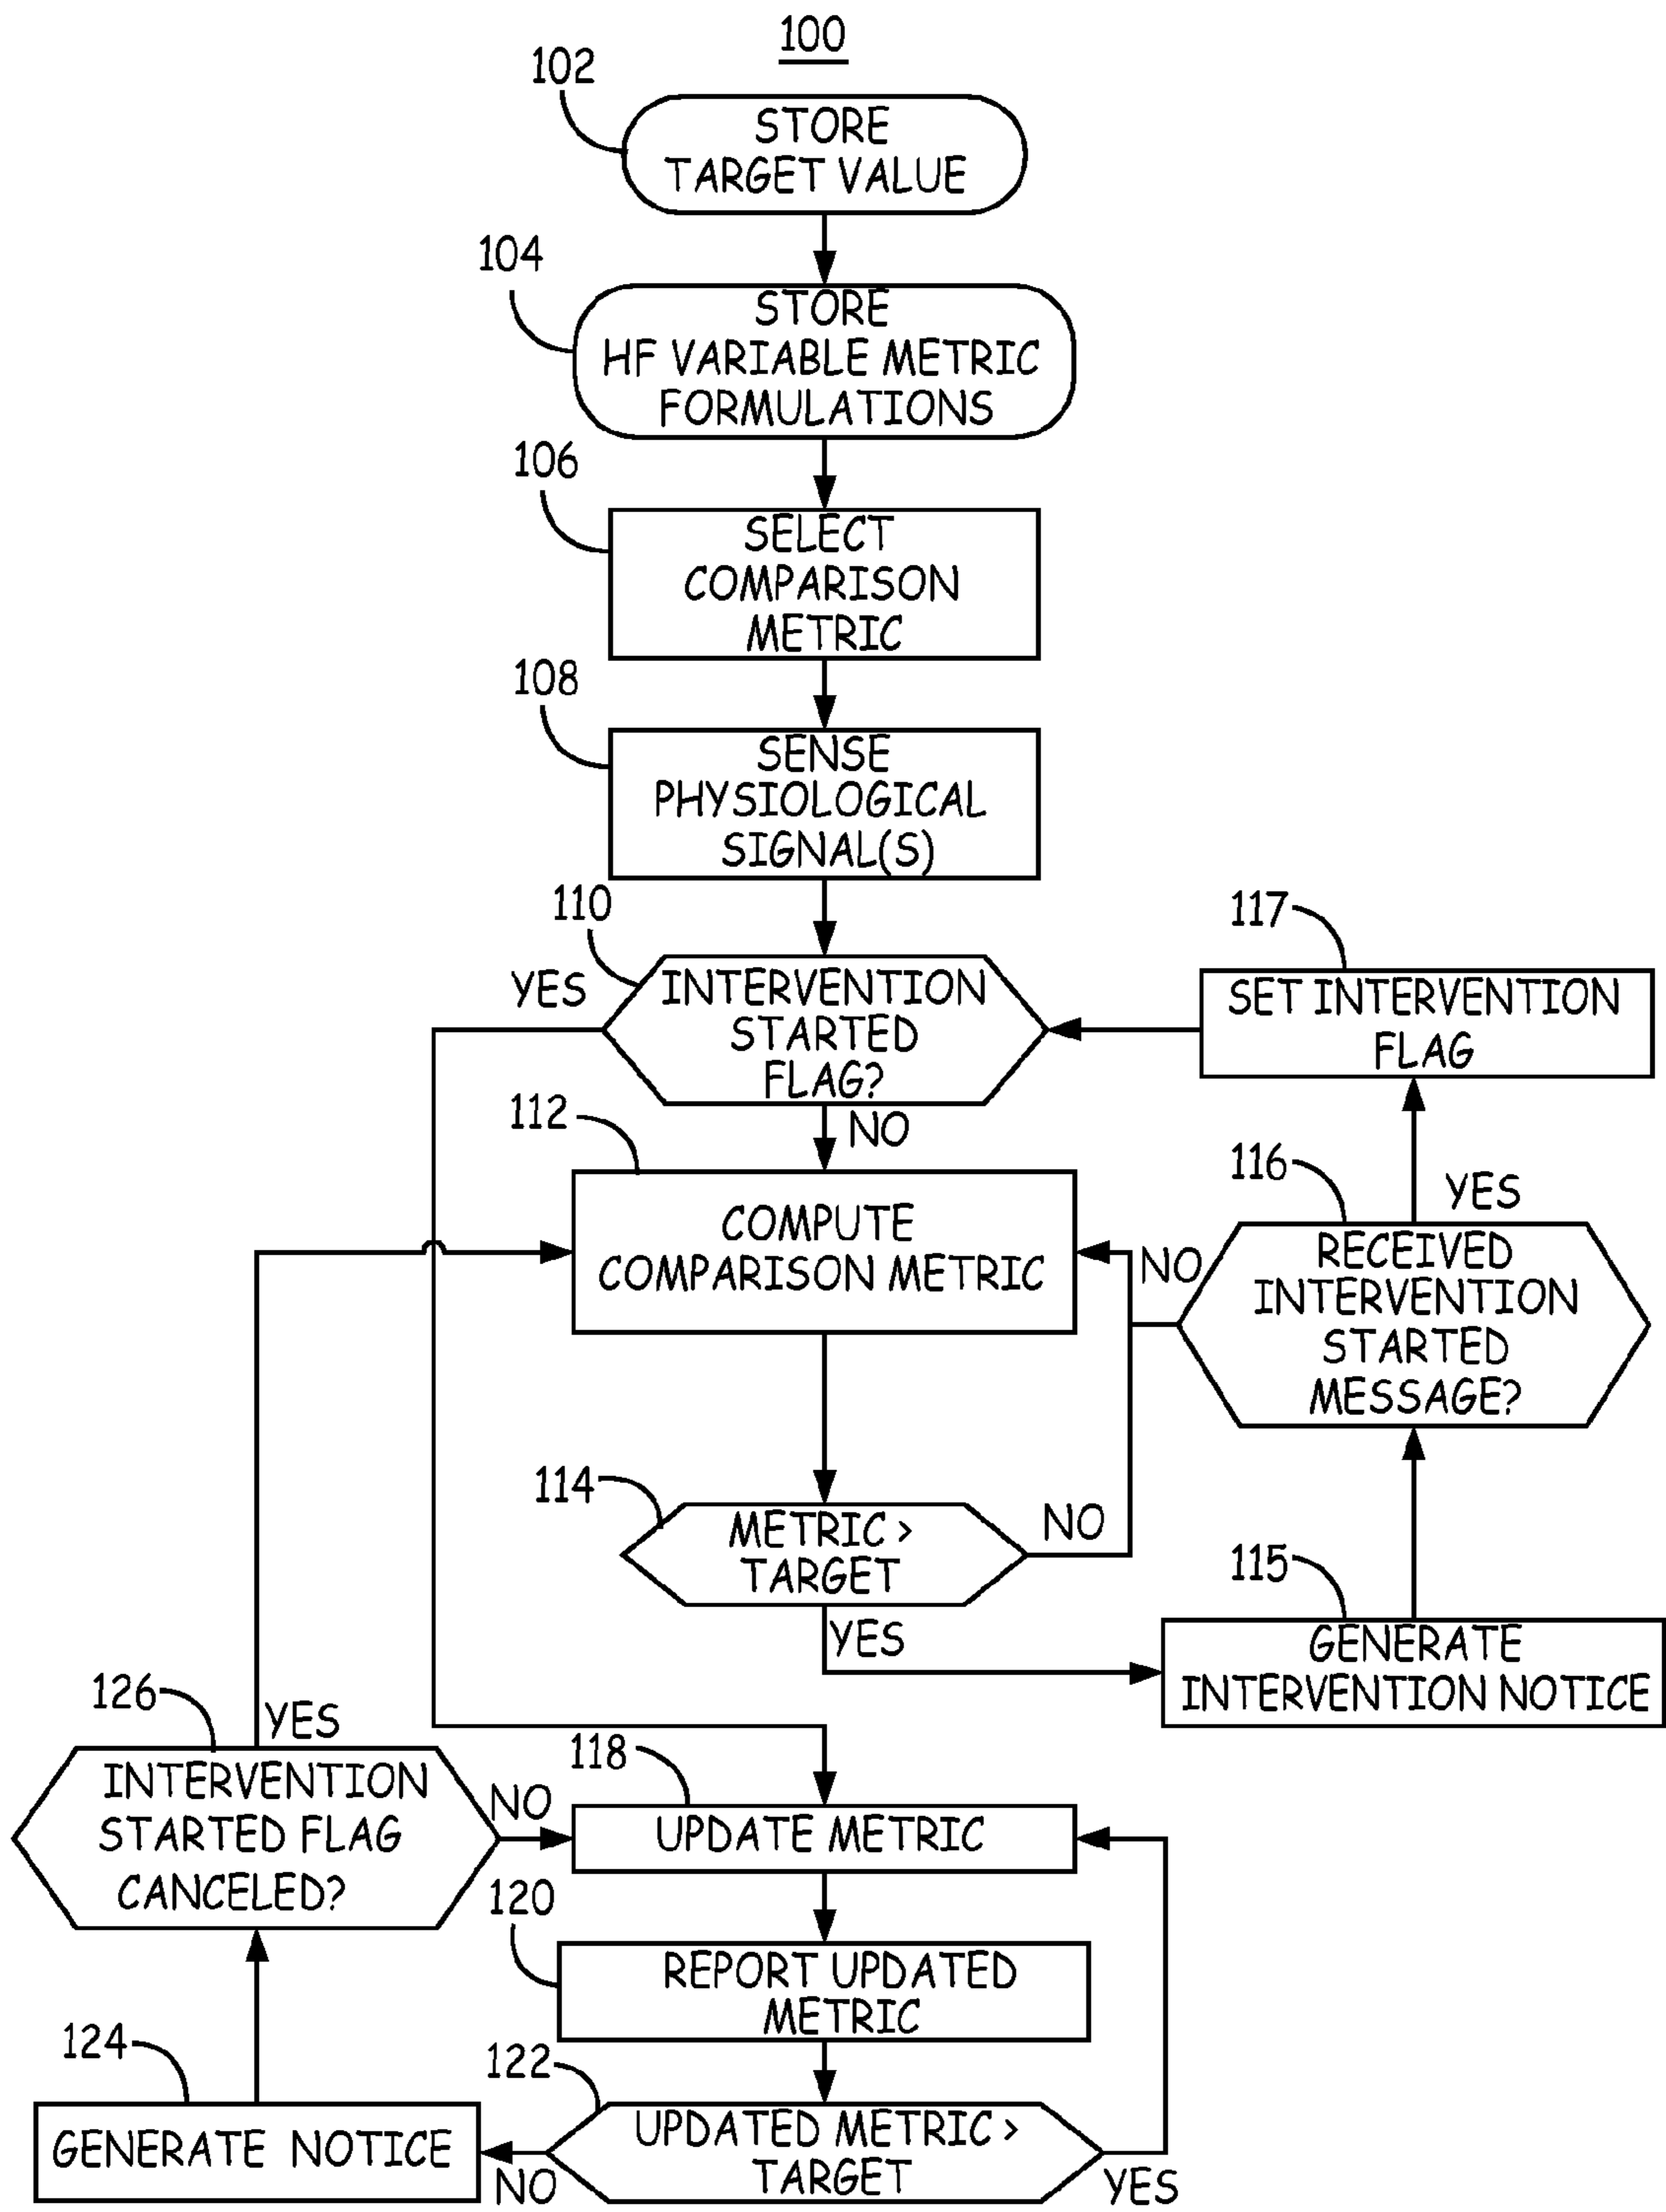 100
102
STORE
TARGET VALUE
104
STORE
HF VARIABLE METRIC
FORMULATIONS
106
SELECT
COMPARISON
METRIC
108
SENSE
PHYSIOLOGICAL
SIGNAL(S)
110
YES
INTERVENTION
STARTED
FLAG?
NO
117
SET INTERVENTION
FLAG
112
COMPUTE
COMPARISON METRIC
116
YES
NO
RECEIVED
INTERVENTION
STARTED
MESSAGE?
114
METRIC >
TARGET
NO
YES
115
GENERATE
INTERVENTION NOTICE
126
YES
INTERVENTION
STARTED FLAG
CANCELED?
NO
118
UPDATE METRIC
120
REPORT UPDATED
METRIC
122
UPDATED METRIC >
TARGET
YES
NO
124
GENERATE NOTICE